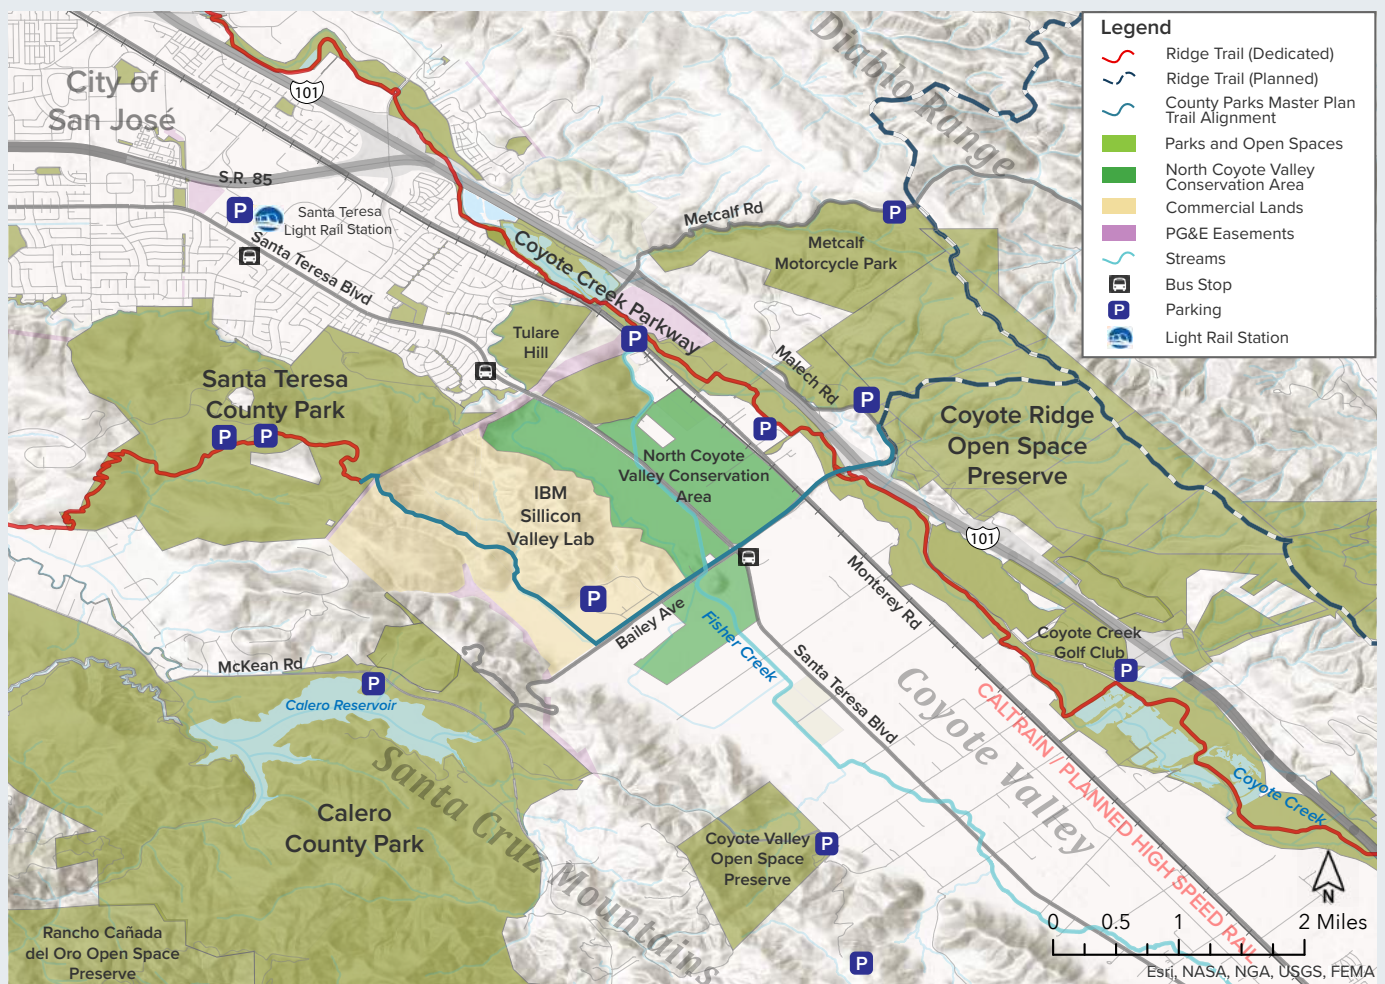 Legend
Ridge Trail (Dedicated)
Ridge Trail (Planned)
County Parks Master Plan
Trail Alignment
Parks and Open Spaces
North Coyote Valley
Conservation Area
Commercial Lands
PG&E Easements
Streams
Bus Stop
P
Parking
Light Rail Station
Diablo Range
City of
San José
101
S.R. 85
P
Santa Teresa
Light Rail Station
Santa Teresa Blvd
Metcalf Rd
P
Metcalf
Motorcycle Park
Coyote Creek Parkway
Tulare
Hill
P
Malech Rd
P
Santa Teresa
County Park
P
P
P
Coyote Ridge
Open Space
Preserve
North Coyote
Valley Conservation
Area
IBM
Sillicon
Valley Lab
101
P
Bailey Ave
Monterey Rd
Fisher Creek
Coyote Creek
Golf Club
P
McKean Rd
P
Calero Reservoir
Santa Teresa Blvd
Coyote Valley
CALTRAIN / PLANNED HIGH SPEED RAIL
Coyote Creek
Santa Cruz Mountains
Calero
County Park
Coyote Valley
Open Space
Preserve
P
P
Rancho Cañada
del Oro Open Space
Preserve
N
0 0.5 1 2 Miles
Esri, NASA, NGA, USGS, FEMA